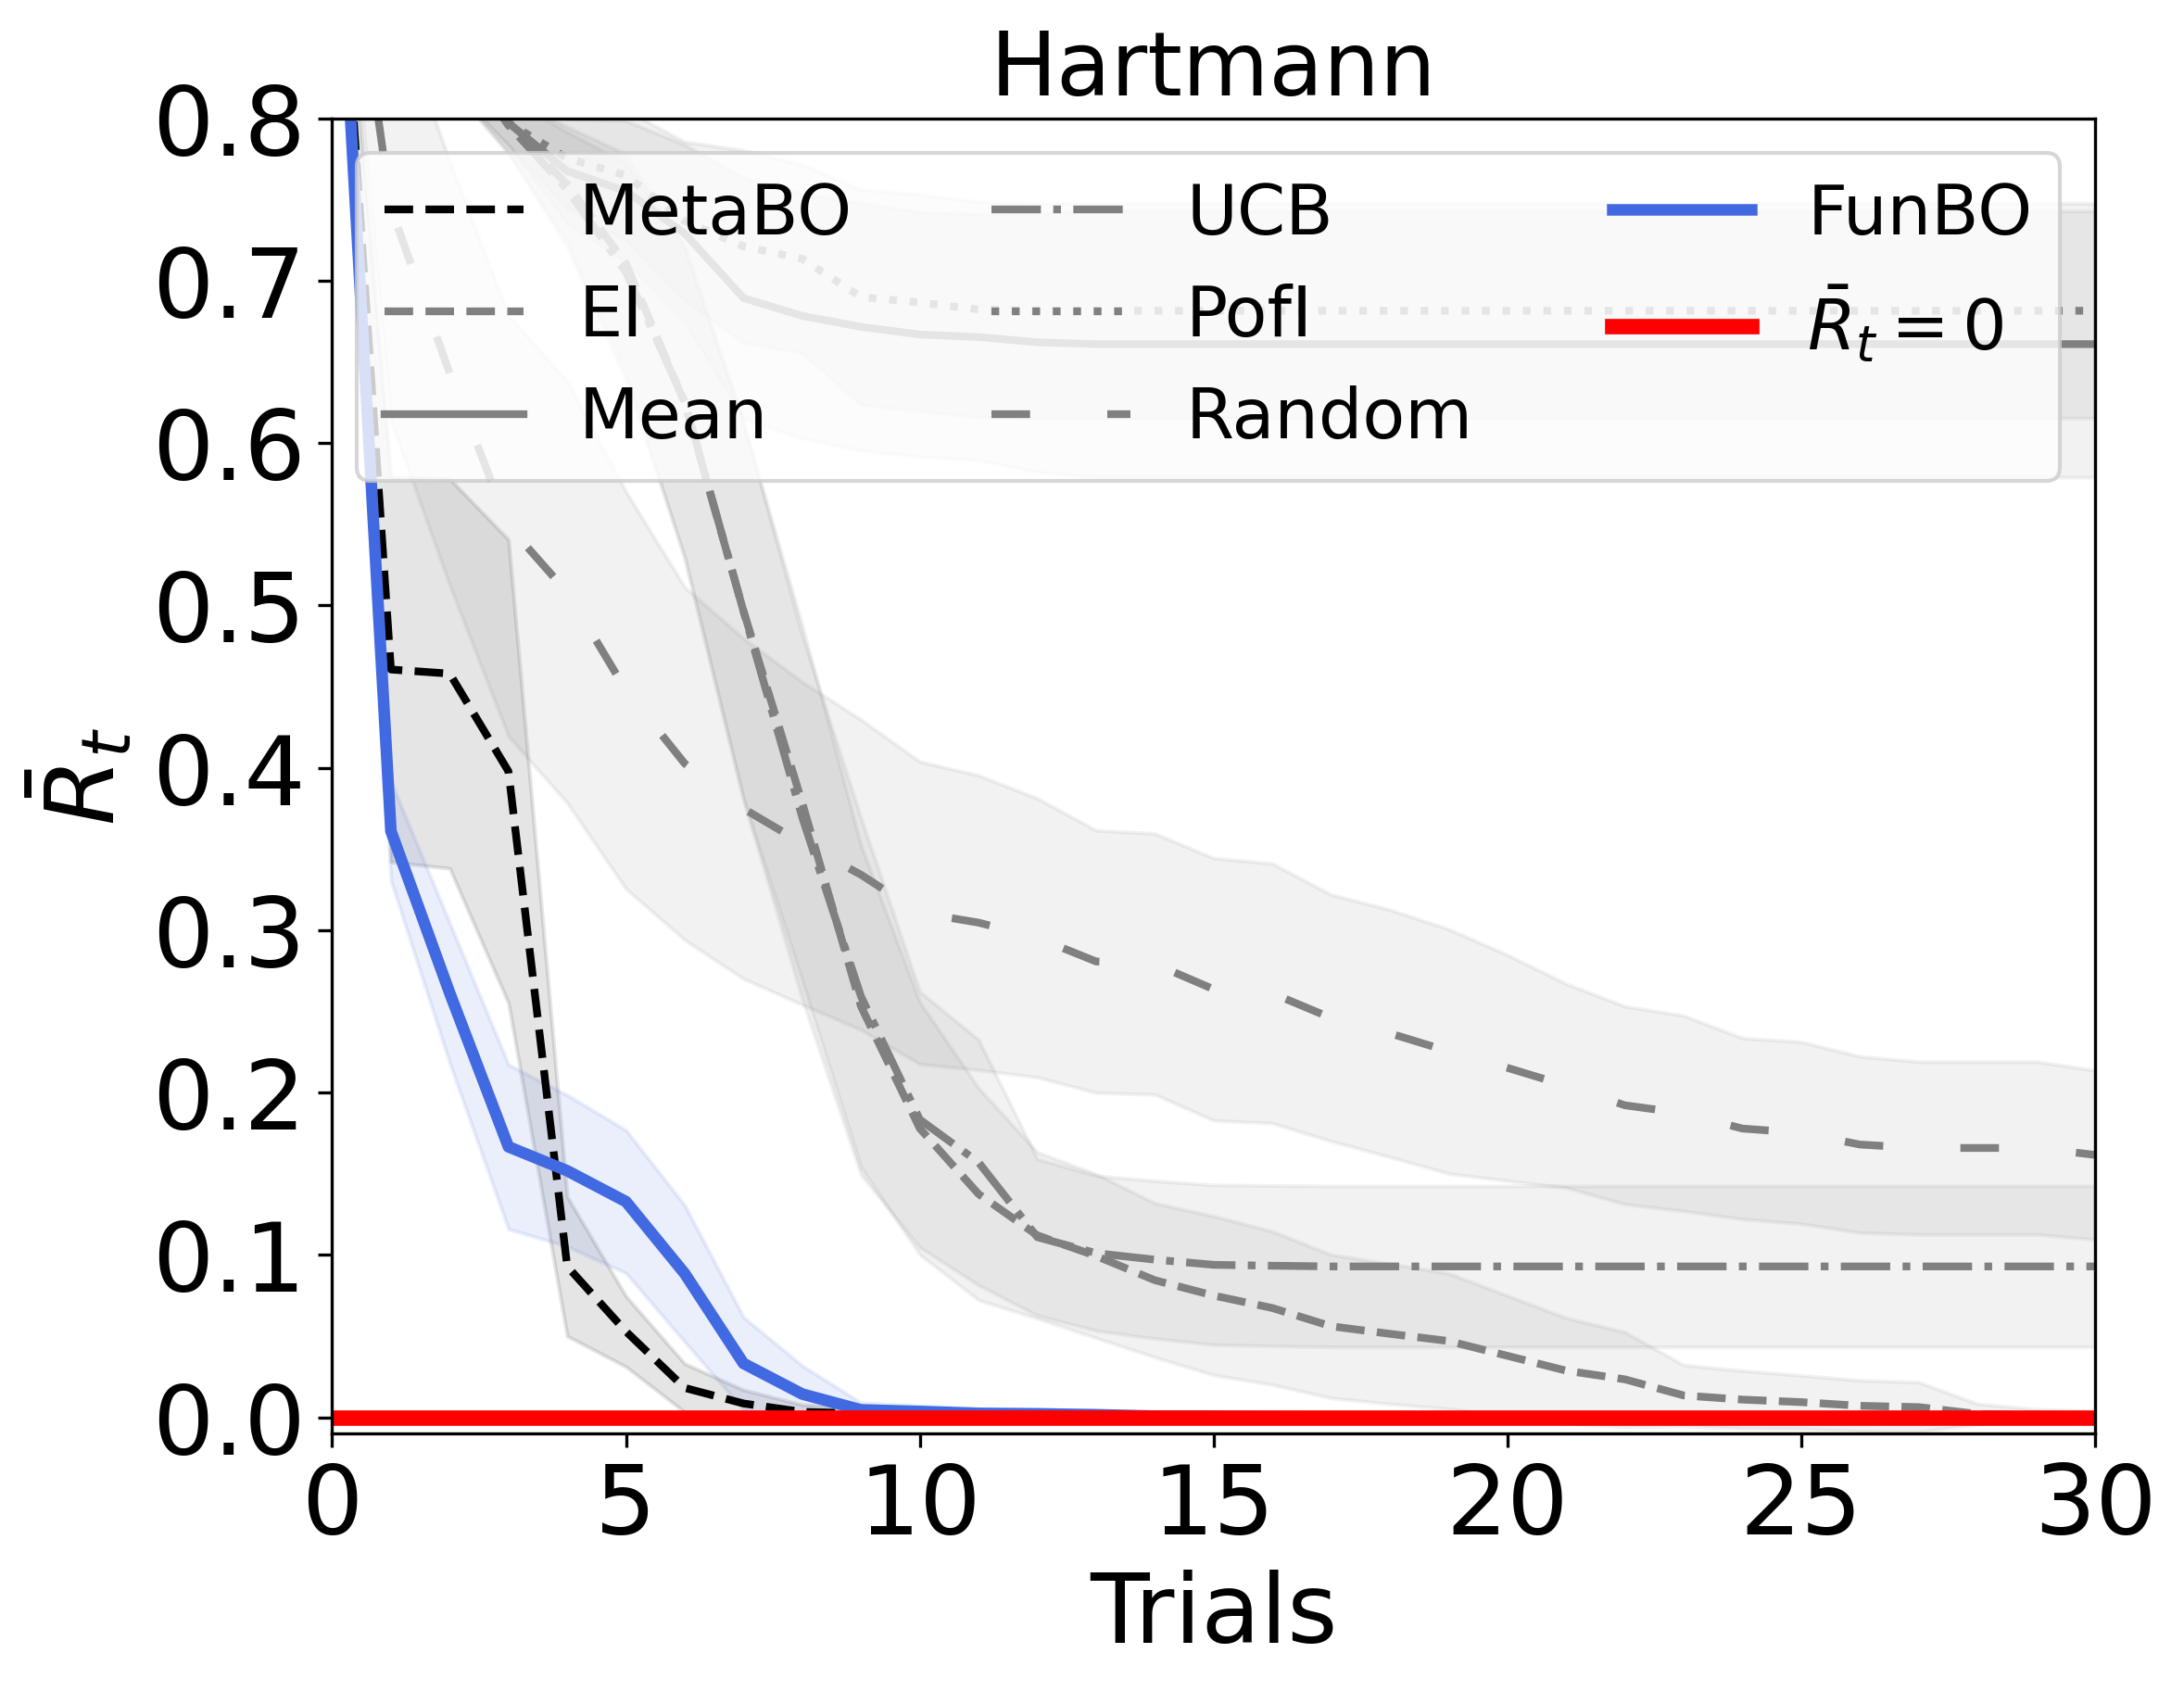 Hartmann
0.8
0.7
0.6
0.5
0.4
0.3
0.2
0.1
0.0
R̄ₜ
MetaBO
EI
Mean
UCB
PofI
Random
FunBO
R̄ₜ = 0
0 5 10 15 20 25 30
Trials